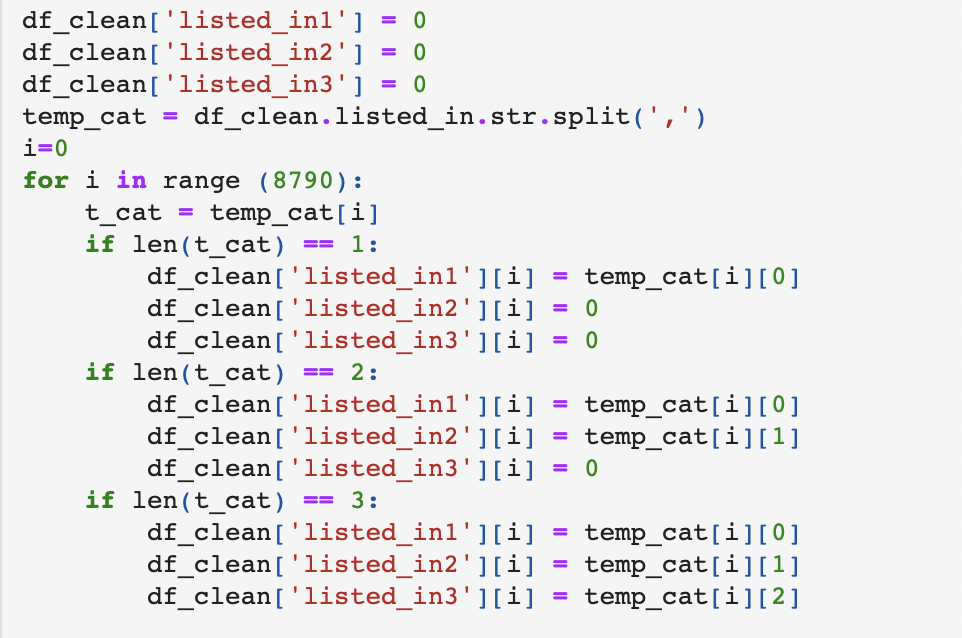 df_clean['listed_in1'] = 0
df_clean['listed_in2'] = 0
df_clean['listed_in3'] = 0
temp_cat = df_clean.listed_in.str.split(',')
i=0
for i in range (8790):
    t_cat = temp_cat[i]
    if len(t_cat) == 1:
        df_clean['listed_in1'][i] = temp_cat[i][0]
        df_clean['listed_in2'][i] = 0
        df_clean['listed_in3'][i] = 0
    if len(t_cat) == 2:
        df_clean['listed_in1'][i] = temp_cat[i][0]
        df_clean['listed_in2'][i] = temp_cat[i][1]
        df_clean['listed_in3'][i] = 0
    if len(t_cat) == 3:
        df_clean['listed_in1'][i] = temp_cat[i][0]
        df_clean['listed_in2'][i] = temp_cat[i][1]
        df_clean['listed_in3'][i] = temp_cat[i][2]